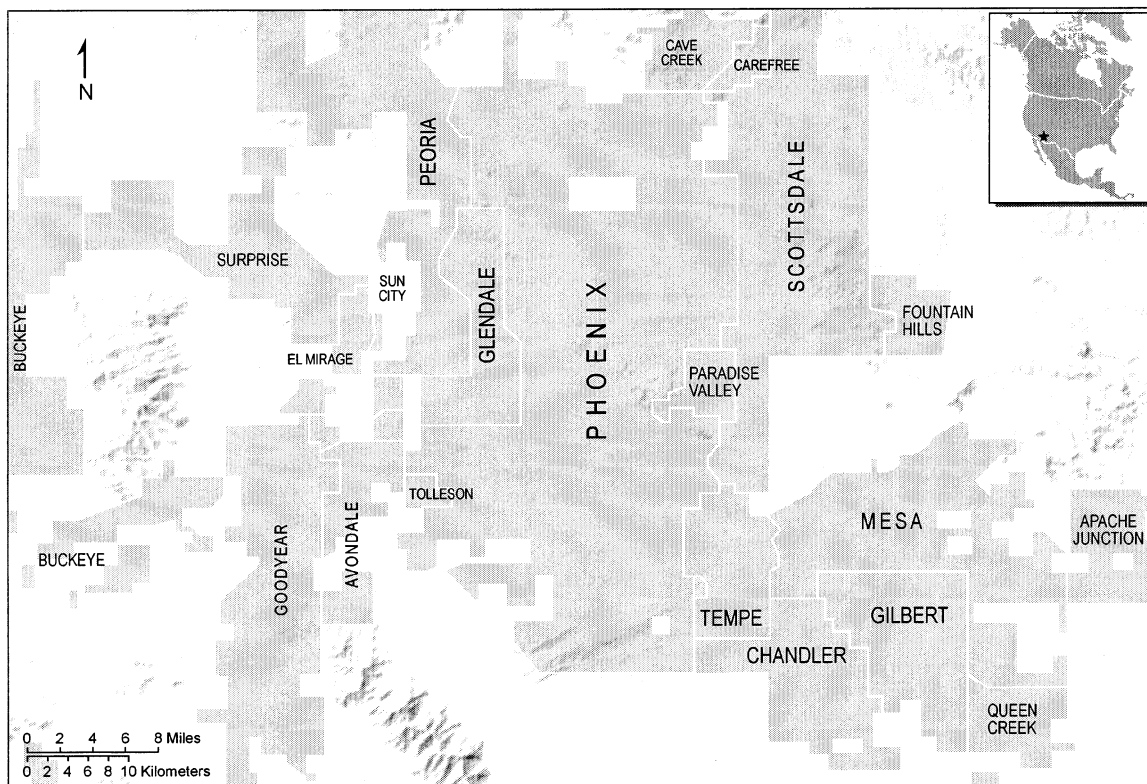 CAVE
CREEK
CAREFREE
N
PEORIA
SCOTTSDALE
SURPRISE
SUN
CITY
GLENDALE
PHOENIX
FOUNTAIN
HILLS
BUCKEYE
EL MIRAGE
PARADISE
VALLEY
TOLLESON
MESA
APACHE
JUNCTION
BUCKEYE
GOODYEAR
AVONDALE
TEMPE
GILBERT
CHANDLER
QUEEN
CREEK
0 2 4 6 8 Miles
0 2 4 6 8 10 Kilometers